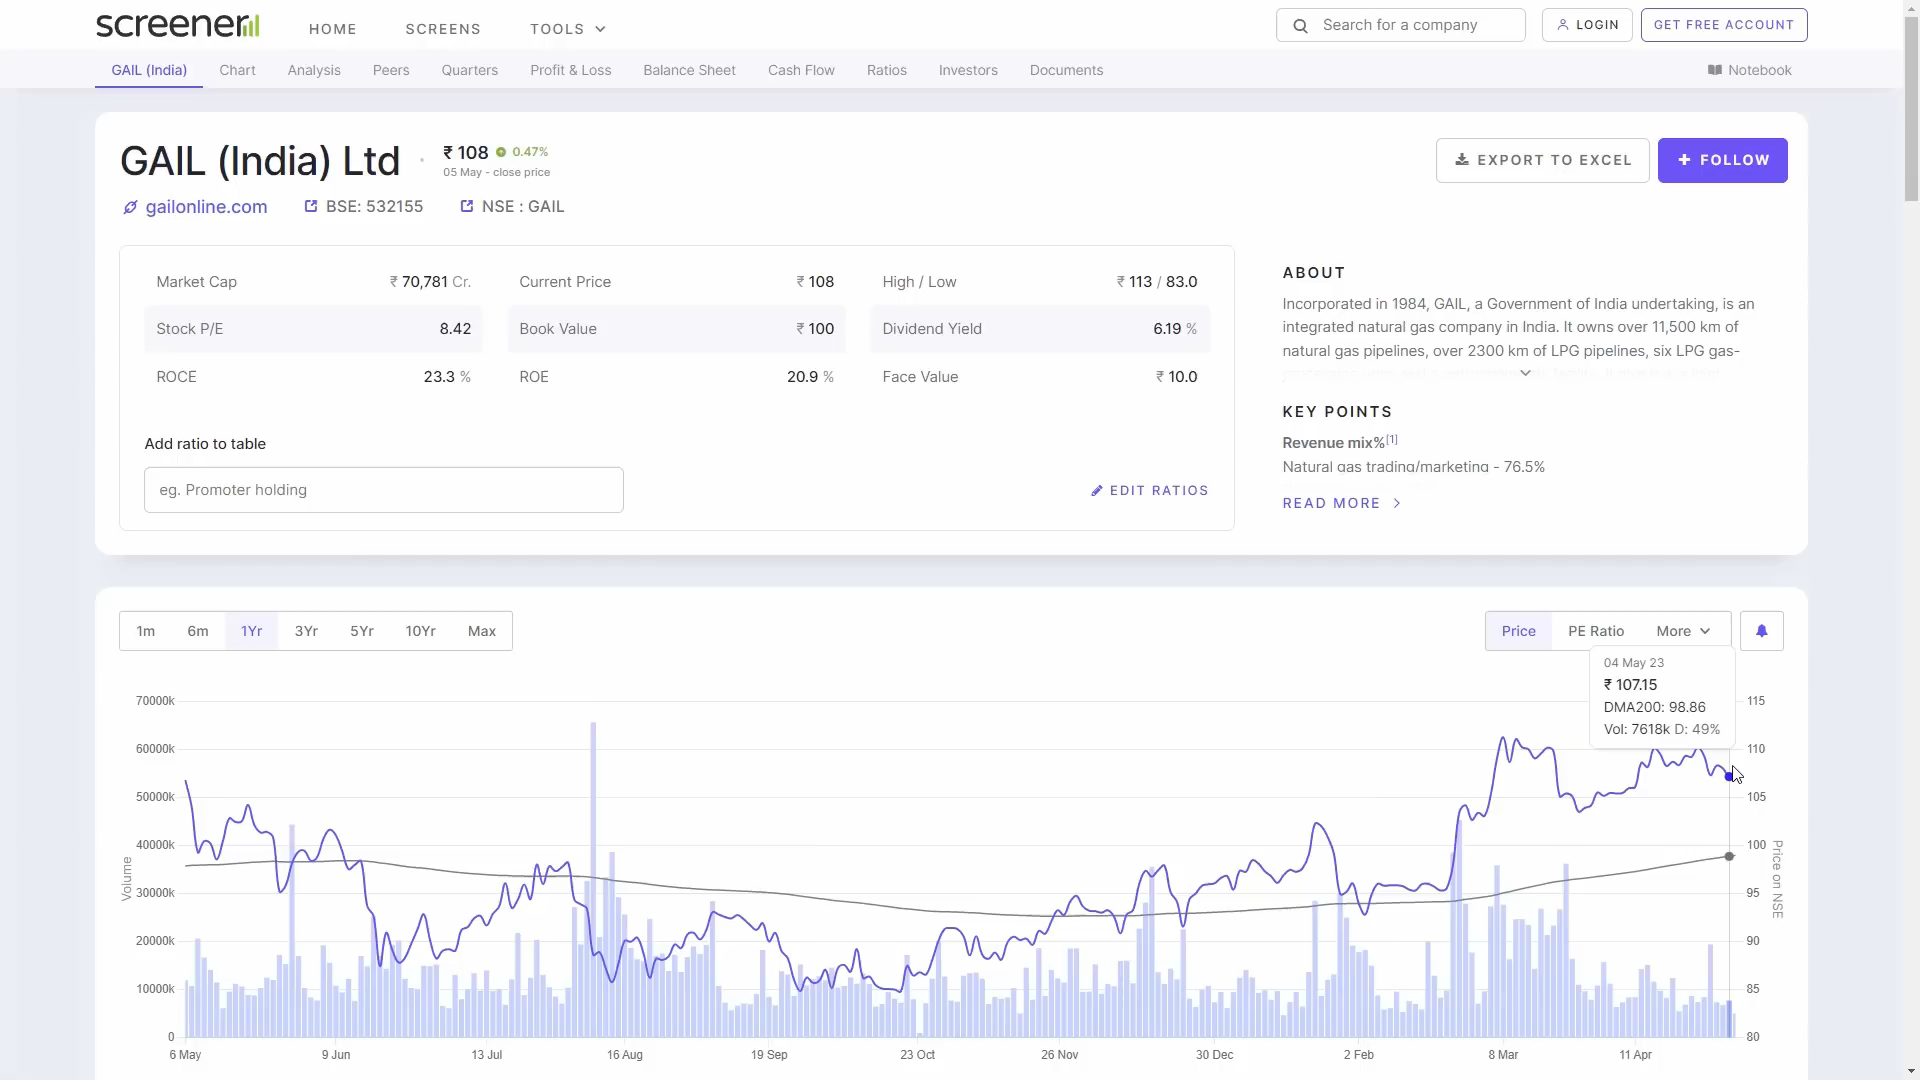 screener
HOME
SCREENS
TOOLS
Search for a company
LOGIN
GET FREE ACCOUNT
GAIL (India)
Chart
Analysis
Peers
Quarters
Profit & Loss
Balance Sheet
Cash Flow
Ratios
Investors
Documents
Notebook
GAIL (India) Ltd
₹ 108 0.47%
05 May - close price
EXPORT TO EXCEL
FOLLOW
gailonline.com
BSE: 532155
NSE : GAIL
Market Cap ₹ 70,781 Cr.
Current Price ₹ 108
High / Low ₹ 113 / 83.0
Stock P/E 8.42
Book Value ₹ 100
Dividend Yield 6.19 %
ROCE 23.3 %
ROE 20.9 %
Face Value ₹ 10.0
Add ratio to table
eg. Promoter holding
EDIT RATIOS
ABOUT
Incorporated in 1984, GAIL, a Government of India undertaking, is an
integrated natural gas company in India. It owns over 11,500 km of
natural gas pipelines, over 2300 km of LPG pipelines, six LPG gas-
KEY POINTS
Revenue mix%[1]
Natural gas trading/marketing - 76.5%
READ MORE
1m
6m
1Yr
3Yr
5Yr
10Yr
Max
Price
PE Ratio
More
04 May 23
₹ 107.15
DMA200: 98.86
Vol: 7618k D: 49%
70000k
60000k
50000k
40000k
30000k
20000k
10000k
0
Volume
115
110
105
100
95
90
85
80
Price on NSE
6 May
9 Jun
13 Jul
16 Aug
19 Sep
23 Oct
26 Nov
30 Dec
2 Feb
8 Mar
11 Apr